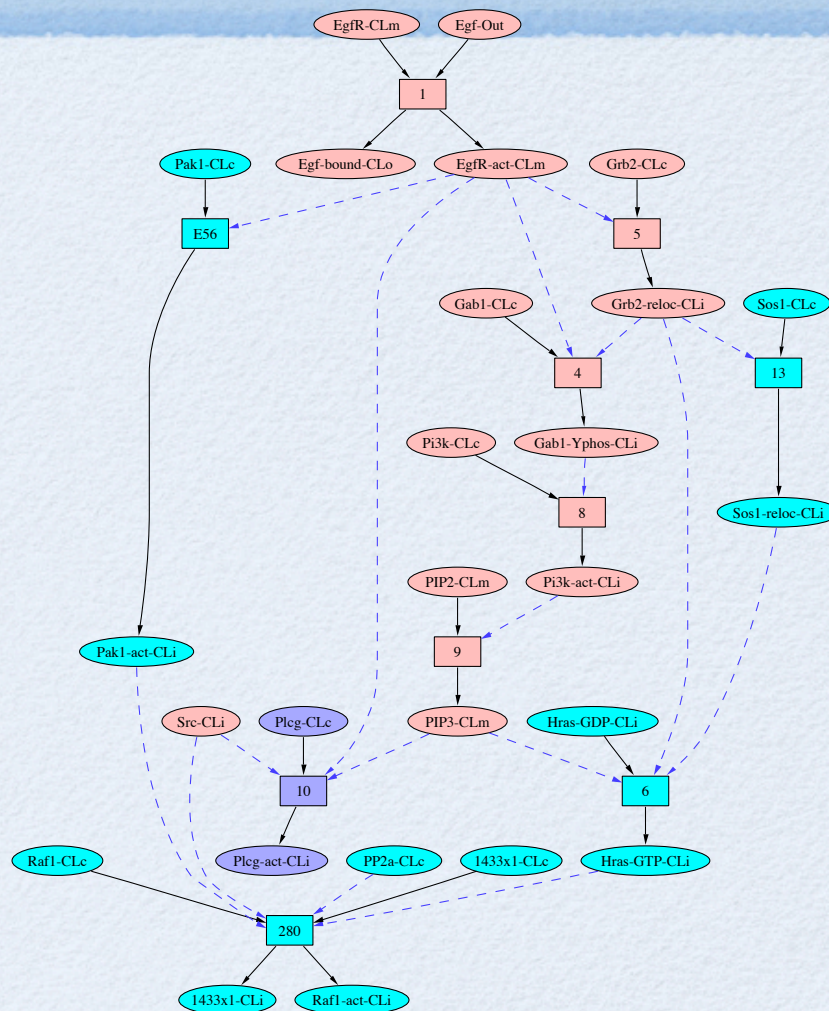 EgfR-CLm
Egf-Out
1
Pak1-CLc
Egf-bound-CLo
EgfR-act-CLm
Grb2-CLc
E56
5
Gab1-CLc
Grb2-reloc-CLi
Sos1-CLc
4
13
Pi3k-CLc
Gab1-Yphos-CLi
8
Sos1-reloc-CLi
PIP2-CLm
Pi3k-act-CLi
Pak1-act-CLi
9
Src-CLi
Plcg-CLc
PIP3-CLm
Hras-GDP-CLi
10
6
Raf1-CLc
Plcg-act-CLi
PP2a-CLc
1433x1-CLc
Hras-GTP-CLi
280
1433x1-CLi
Raf1-act-CLi